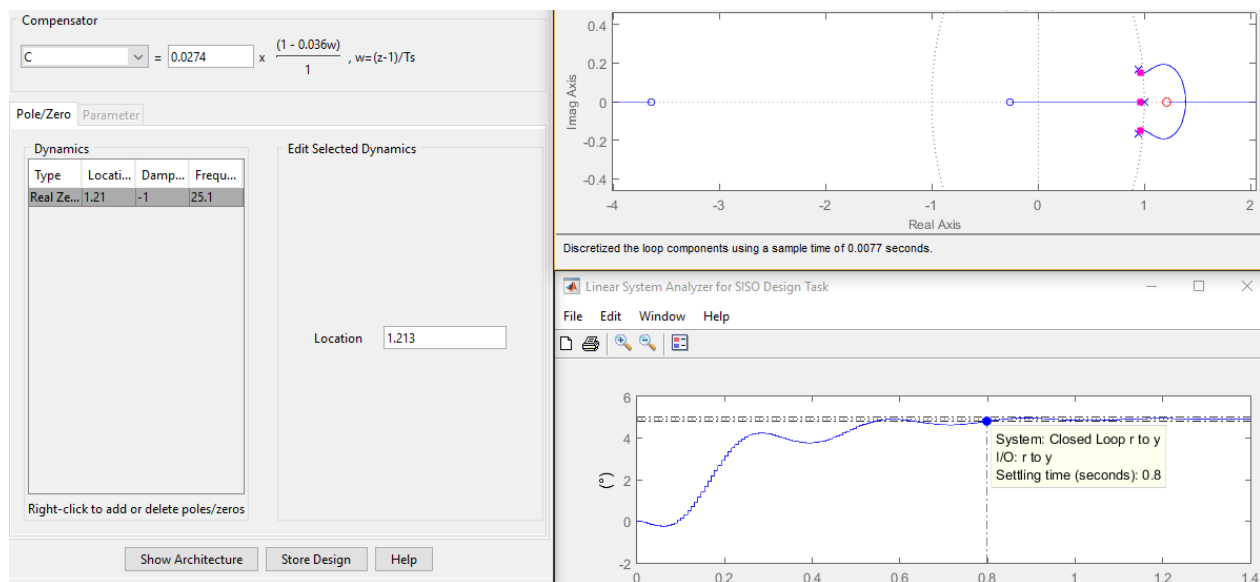 Compensator
C = 0.0274 x (1 - 0.036w) / 1 , w=(z-1)/Ts
Pole/Zero Parameter
Dynamics
Type Locati... Damp... Frequ...
Real Ze... 1.21 -1 25.1
Right-click to add or delete poles/zeros
Edit Selected Dynamics
Location 1.213
Show Architecture Store Design Help
0.4
0.2
0
-0.2
-0.4
Imag Axis
-4 -3 -2 -1 0 1 2
Real Axis
Discretized the loop components using a sample time of 0.0077 seconds.
Linear System Analyzer for SISO Design Task
File Edit Window Help
6
4
2
0
-2
(°)
System: Closed Loop r to y
I/O: r to y
Settling time (seconds): 0.8
0 0.2 0.4 0.6 0.8 1 1.2